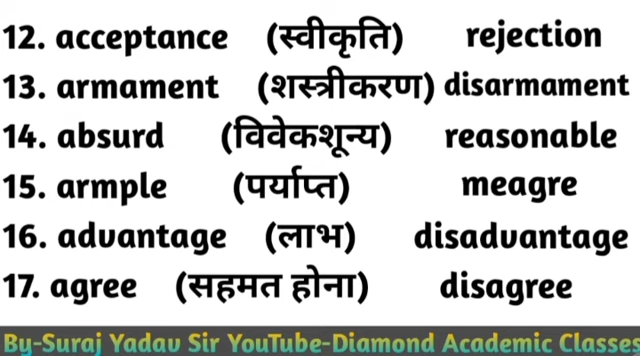 12. acceptance (स्वीकृति) rejection
13. armament (शस्त्रीकरण) disarmament
14. absurd (विवेकशून्य) reasonable
15. armple (पर्याप्त) meagre
16. advantage (लाभ) disadvantage
17. agree (सहमत होना) disagree
By-Suraj Yadav Sir YouTube-Diamond Academic Classes